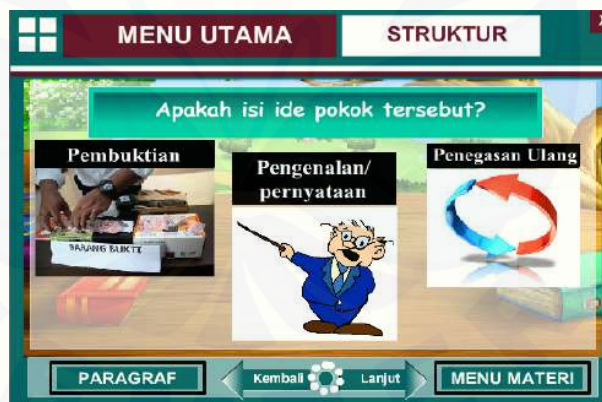 MENU UTAMA
STRUKTUR
Apakah isi ide pokok tersebut?
Pembuktian
BARANG BUKTI
Pengenalan/
pernyataan
Penegasan Ulang
PARAGRAF
Kembali
Lanjut
MENU MATERI